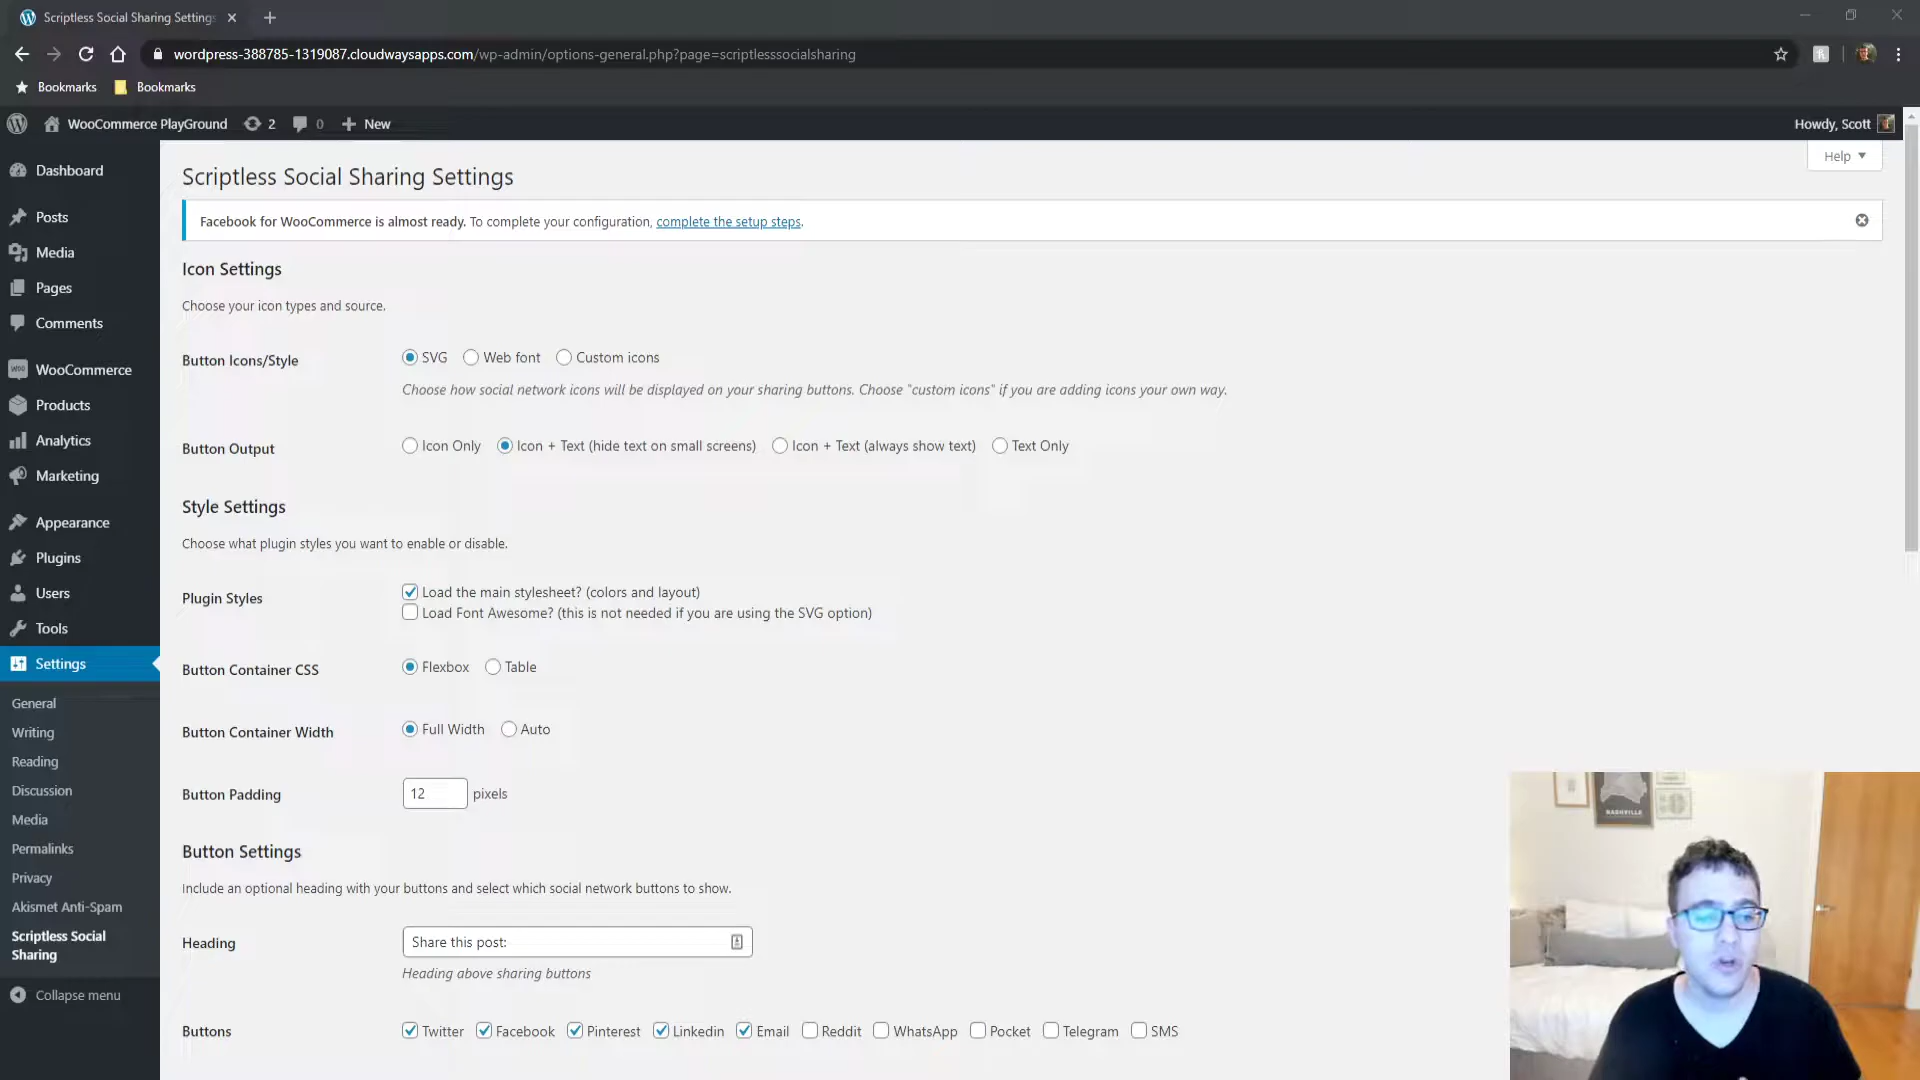 Scriptless Social Sharing Settings
wordpress-388785-1319087.cloudwaysapps.com/wp-admin/options-general.php?page=scriptlesssocialsharing
Bookmarks
Bookmarks
WooCommerce PlayGround
2
0
New
Howdy, Scott
Dashboard
Posts
Media
Pages
Comments
WooCommerce
Products
Analytics
Marketing
Appearance
Plugins
Users
Tools
Settings
General
Writing
Reading
Discussion
Media
Permalinks
Privacy
Akismet Anti-Spam
Scriptless Social
Sharing
Collapse menu
Help
Scriptless Social Sharing Settings
Facebook for WooCommerce is almost ready. To complete your configuration, complete the setup steps.
Icon Settings
Choose your icon types and source.
Button Icons/Style
SVG Web font Custom icons
Choose how social network icons will be displayed on your sharing buttons. Choose "custom icons" if you are adding icons your own way.
Button Output
Icon Only Icon + Text (hide text on small screens) Icon + Text (always show text) Text Only
Style Settings
Choose what plugin styles you want to enable or disable.
Plugin Styles
Load the main stylesheet? (colors and layout)
Load Font Awesome? (this is not needed if you are using the SVG option)
Button Container CSS
Flexbox Table
Button Container Width
Full Width Auto
Button Padding
12 pixels
Button Settings
Include an optional heading with your buttons and select which social network buttons to show.
Heading
Share this post:
Heading above sharing buttons
Buttons
Twitter Facebook Pinterest Linkedin Email Reddit WhatsApp Pocket Telegram SMS
NASHVILLE